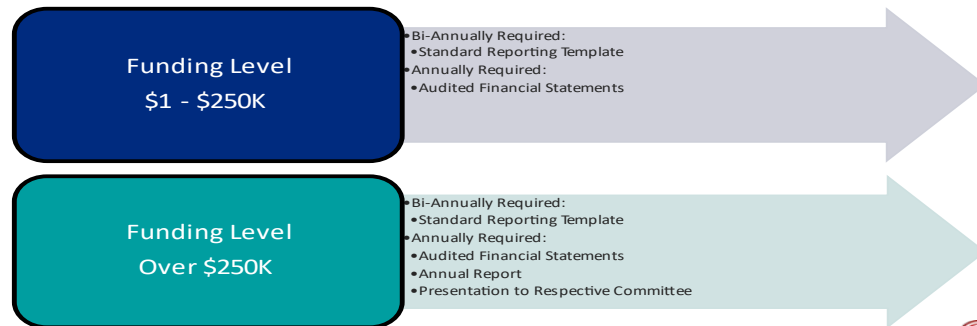 Funding Level
$1 - $250K
•Bi-Annually Required:
•Standard Reporting Template
•Annually Required:
•Audited Financial Statements
Funding Level
Over $250K
•Bi-Annually Required:
•Standard Reporting Template
•Annually Required:
•Audited Financial Statements
•Annual Report
•Presentation to Respective Committee